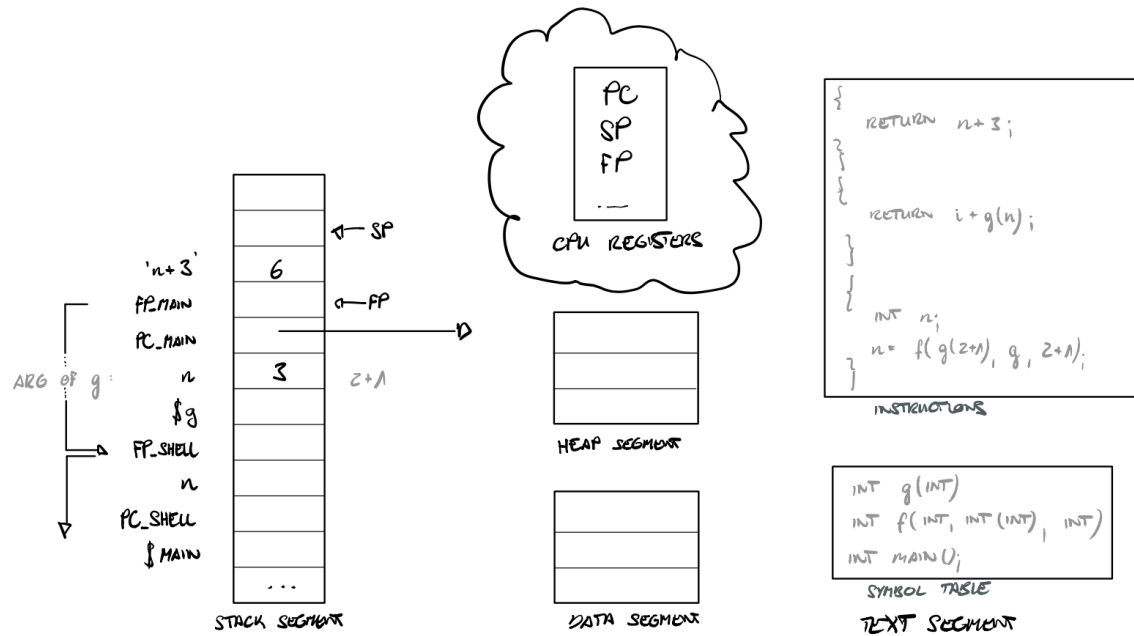 PC
SP
FP
...
CPU REGISTERS
SP
'n+3' 6
FP_MAIN FP
PC_MAIN
ARG OF g: n 3 2+1
$g
FP_SHELL
n
PC_SHELL
$MAIN
...
STACK SEGMENT
HEAP SEGMENT
DATA SEGMENT
{
RETURN n+3;
}
{
RETURN i + g(n);
}
{
INT n;
n = f( g(2+1), g, 2+1);
}
INSTRUCTIONS
INT g(INT)
INT f(INT, INT(INT), INT)
INT MAIN();
SYMBOL TABLE
TEXT SEGMENT